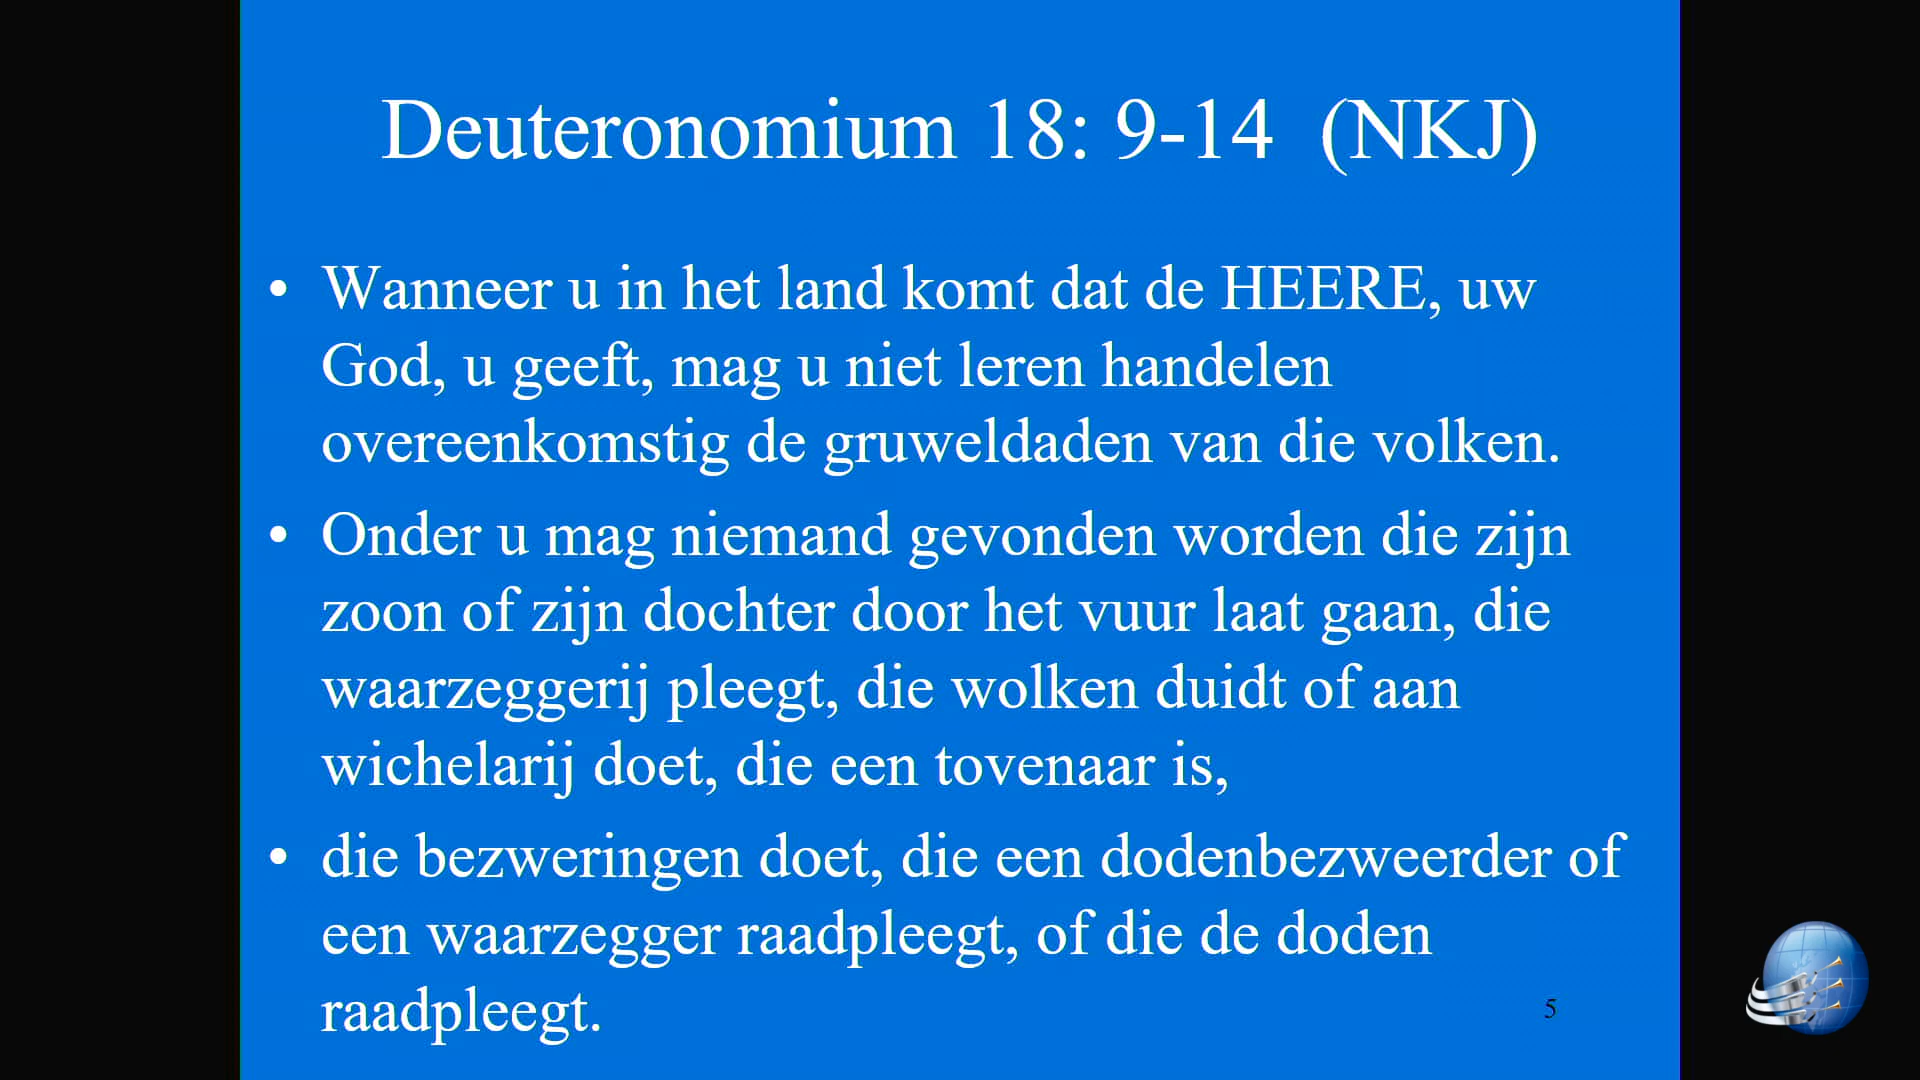 Deuteronomium 18: 9-14  (NKJ)
• Wanneer u in het land komt dat de HEERE, uw
God, u geeft, mag u niet leren handelen
overeenkomstig de gruweldaden van die volken.
• Onder u mag niemand gevonden worden die zijn
zoon of zijn dochter door het vuur laat gaan, die
waarzeggerij pleegt, die wolken duidt of aan
wichelarij doet, die een tovenaar is,
• die bezweringen doet, die een dodenbezweerder of
een waarzegger raadpleegt, of die de doden
raadpleegt.
5